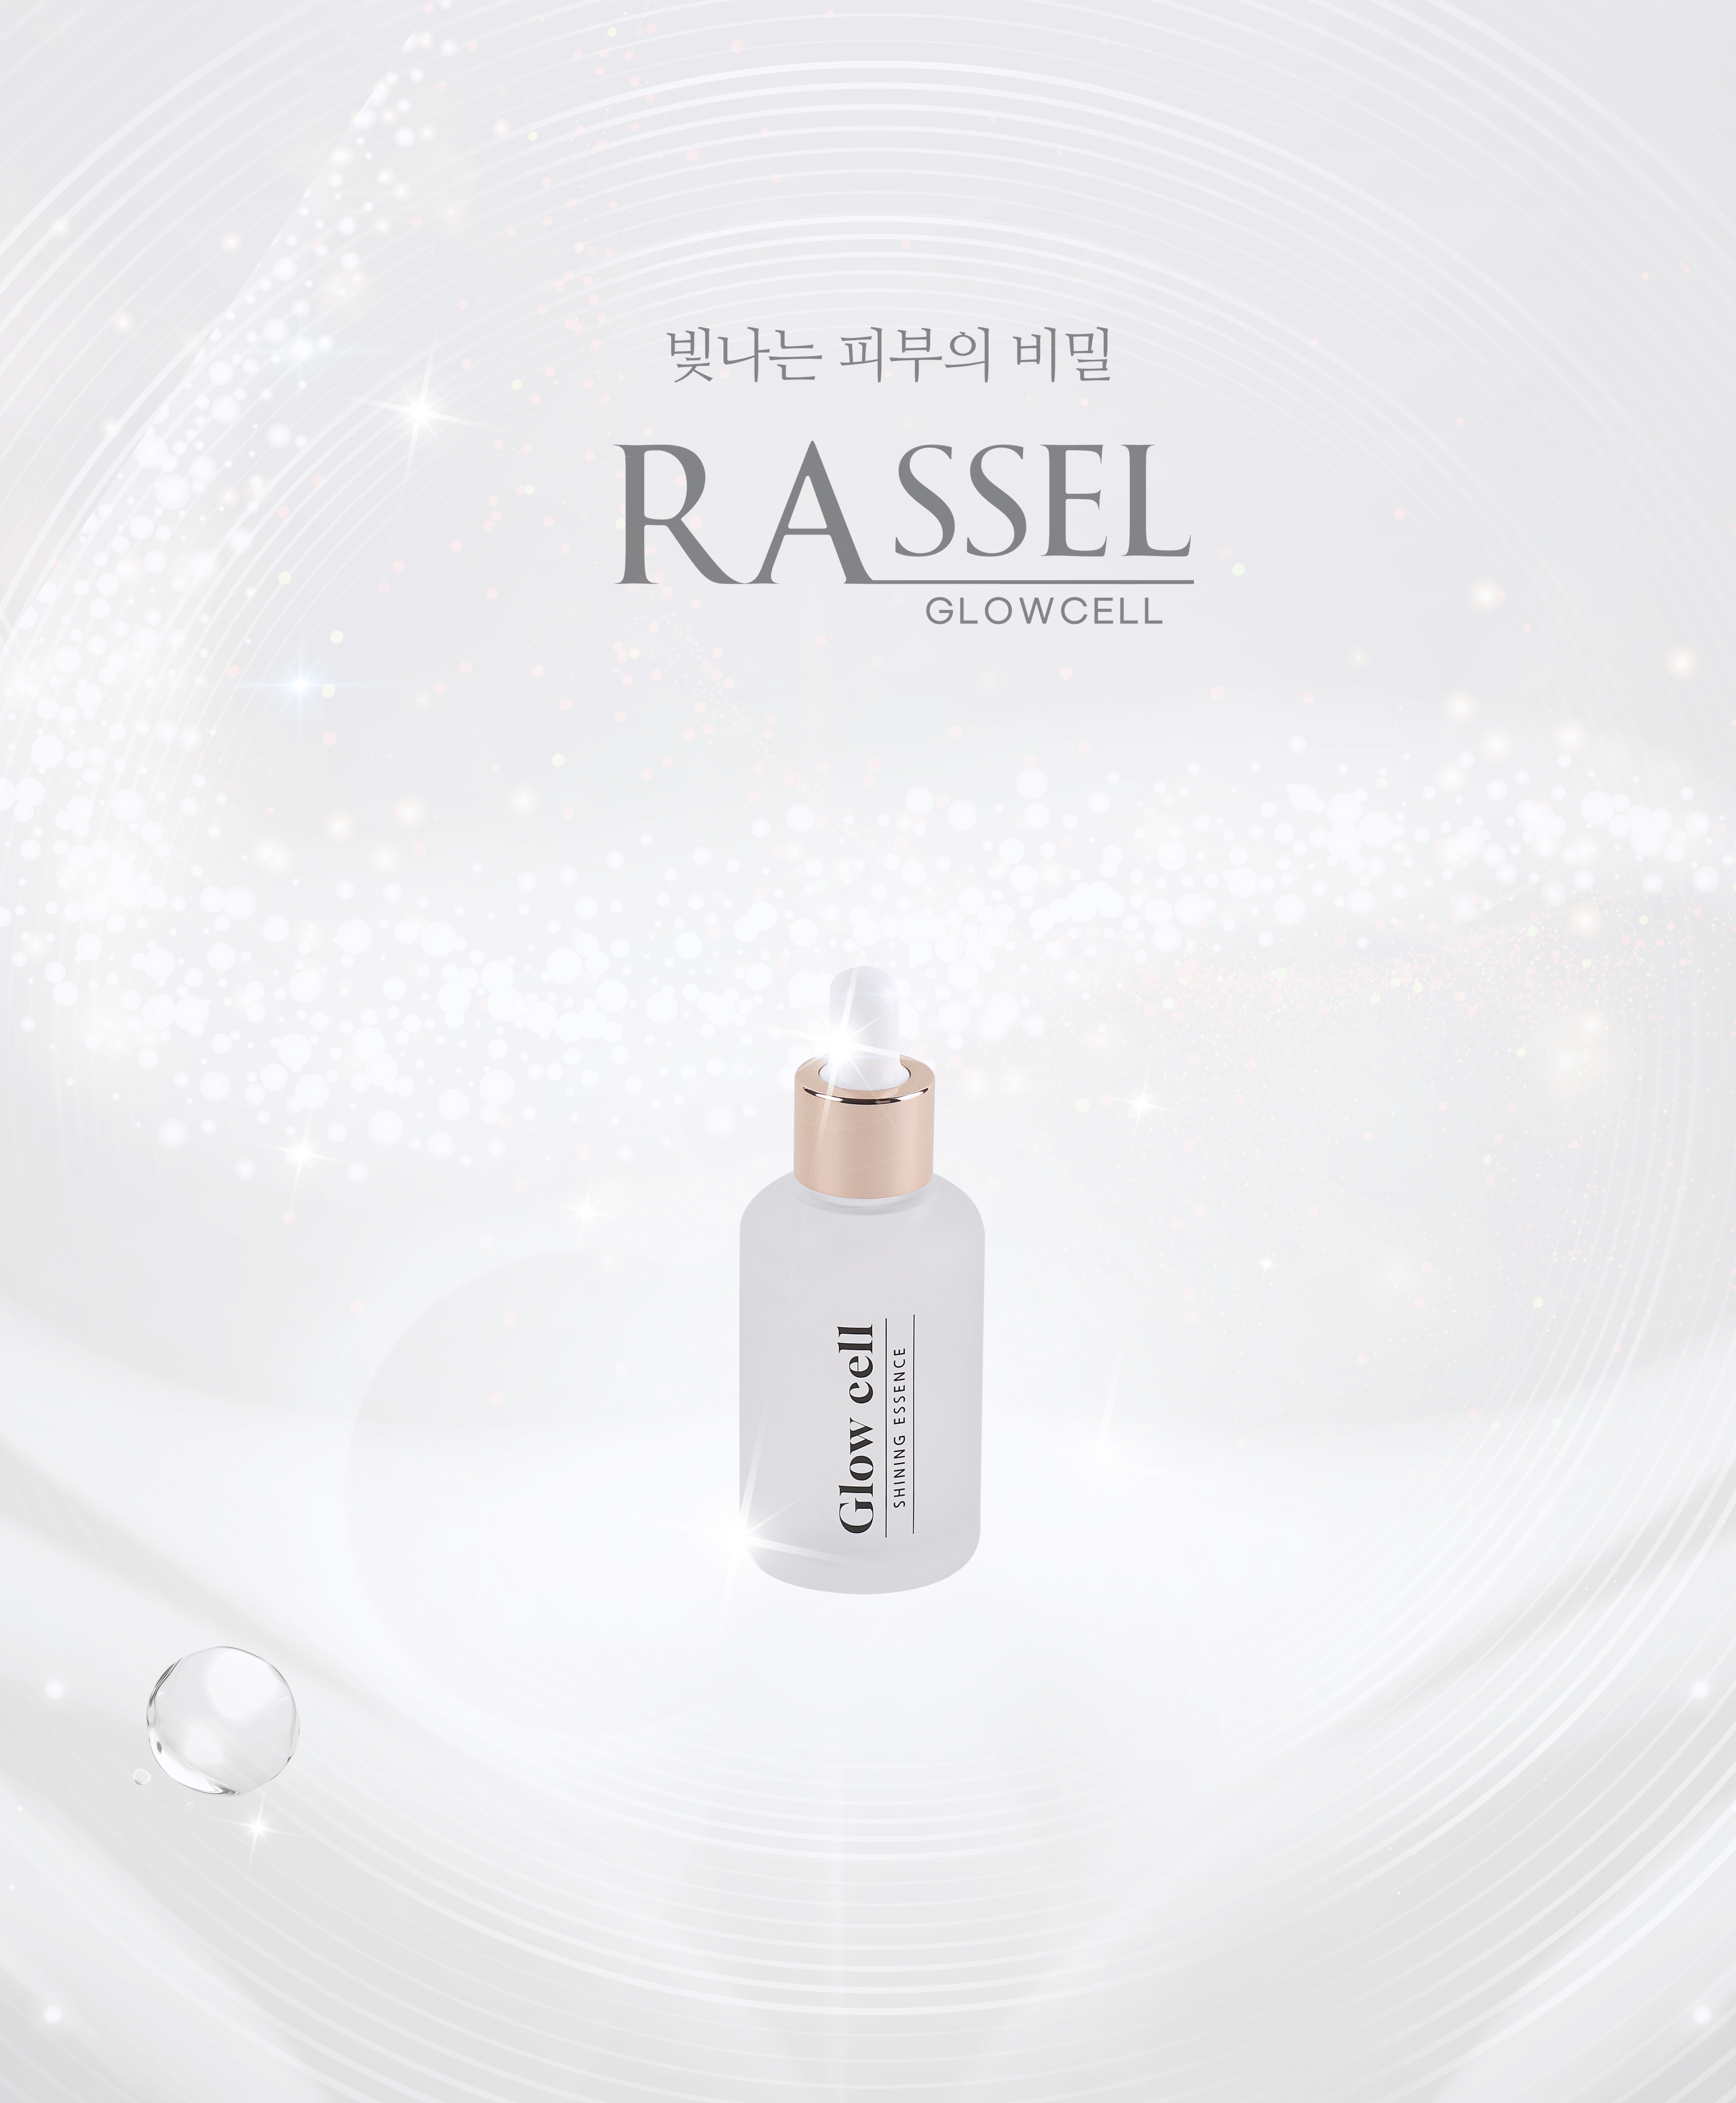 빛나는 피부의 비밀
RASSEL
GLOWCELL
Glow cell
SHINING ESSENCE